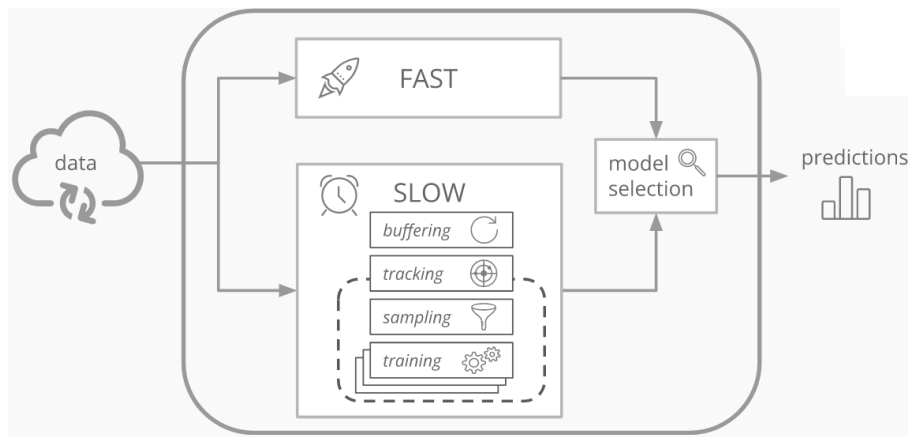 data
FAST
SLOW
buffering
tracking
sampling
training
model
selection
predictions